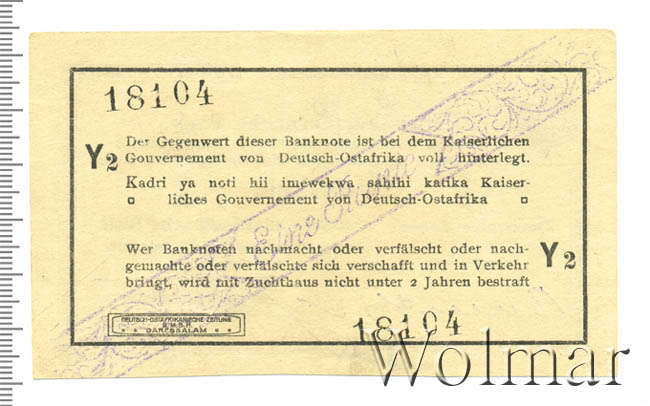 18104
Y2
Der Gegenwert dieser Banknote ist bei dem Kaiserlichen
Gouvernement von Deutsch-Ostafrika voll hinterlegt.
Kadri ya noti hii imewekwa sahihi katika Kaiser-
liches Gouvernement von Deutsch-Ostafrika
Eine Rupie
Wer Banknoten nachmacht oder verfälscht oder nach-
gemachte oder verfälschte sich verschafft und in Verkehr
bringt, wird mit Zuchthaus nicht unter 2 Jahren bestraft
Y2
DEUTSCH-OSTAFRIKANISCHE ZEITUNG
G.M.B.H.
DARESSALAM
18104
Wolmar